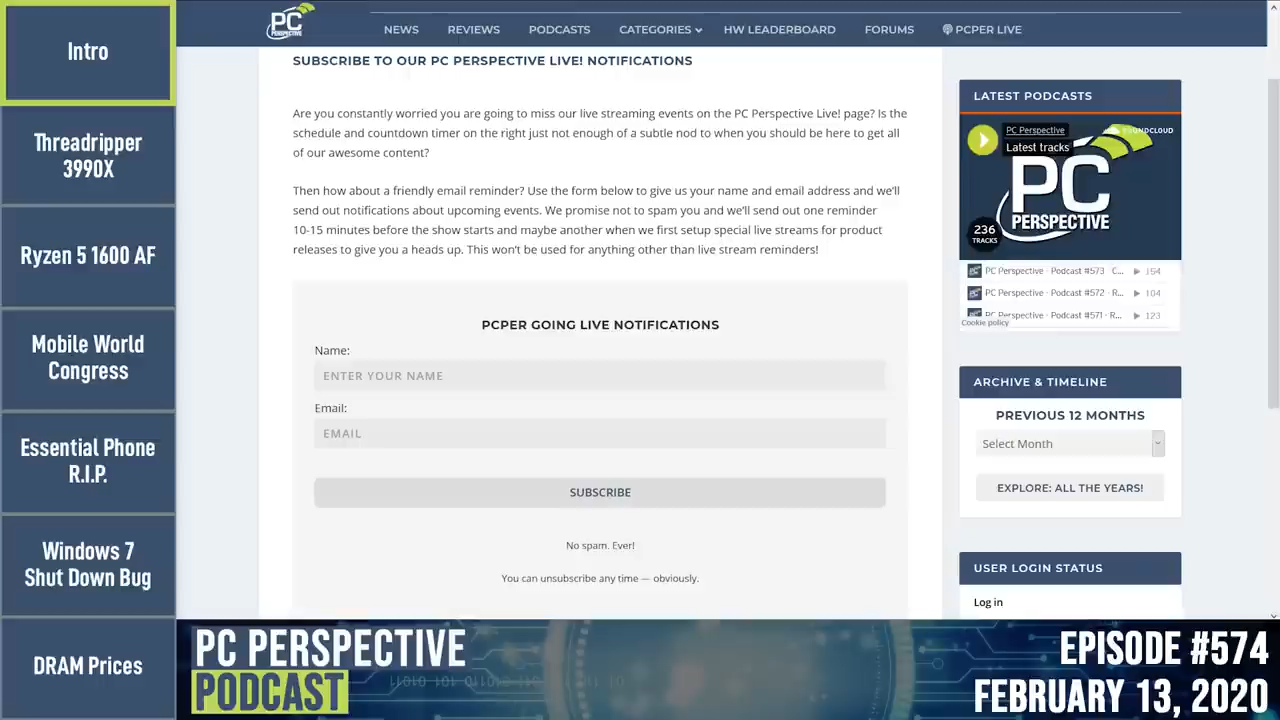 Intro
Threadripper
3990X
Ryzen 5 1600 AF
Mobile World
Congress
Essential Phone
R.I.P.
Windows 7
Shut Down Bug
DRAM Prices
PC
PERSPECTIVE
NEWS
REVIEWS
PODCASTS
CATEGORIES
HW LEADERBOARD
FORUMS
PCPER LIVE
SUBSCRIBE TO OUR PC PERSPECTIVE LIVE! NOTIFICATIONS
Are you constantly worried you are going to miss our live streaming events on the PC Perspective Live! page? Is the
schedule and countdown timer on the right just not enough of a subtle nod to when you should be here to get all
of our awesome content?
Then how about a friendly email reminder? Use the form below to give us your name and email address and we’ll
send out notifications about upcoming events. We promise not to spam you and we’ll send out one reminder
10-15 minutes before the show starts and maybe another when we first setup special live streams for product
releases to give you a heads up. This won’t be used for anything other than live stream reminders!
PCPER GOING LIVE NOTIFICATIONS
Name:
ENTER YOUR NAME
Email:
EMAIL
SUBSCRIBE
No spam. Ever!
You can unsubscribe any time — obviously.
LATEST PODCASTS
PC Perspective
SOUNDCLOUD
Latest tracks
PC
PERSPECTIVE
236
TRACKS
PC Perspective · Podcast #573 · C... 154
PC Perspective · Podcast #572 - R... 104
PC Perspective · Podcast #571 · R... 123
Cookie policy
ARCHIVE & TIMELINE
PREVIOUS 12 MONTHS
Select Month
EXPLORE: ALL THE YEARS!
USER LOGIN STATUS
Log in
PC PERSPECTIVE
PODCAST
EPISODE #574
FEBRUARY 13, 2020